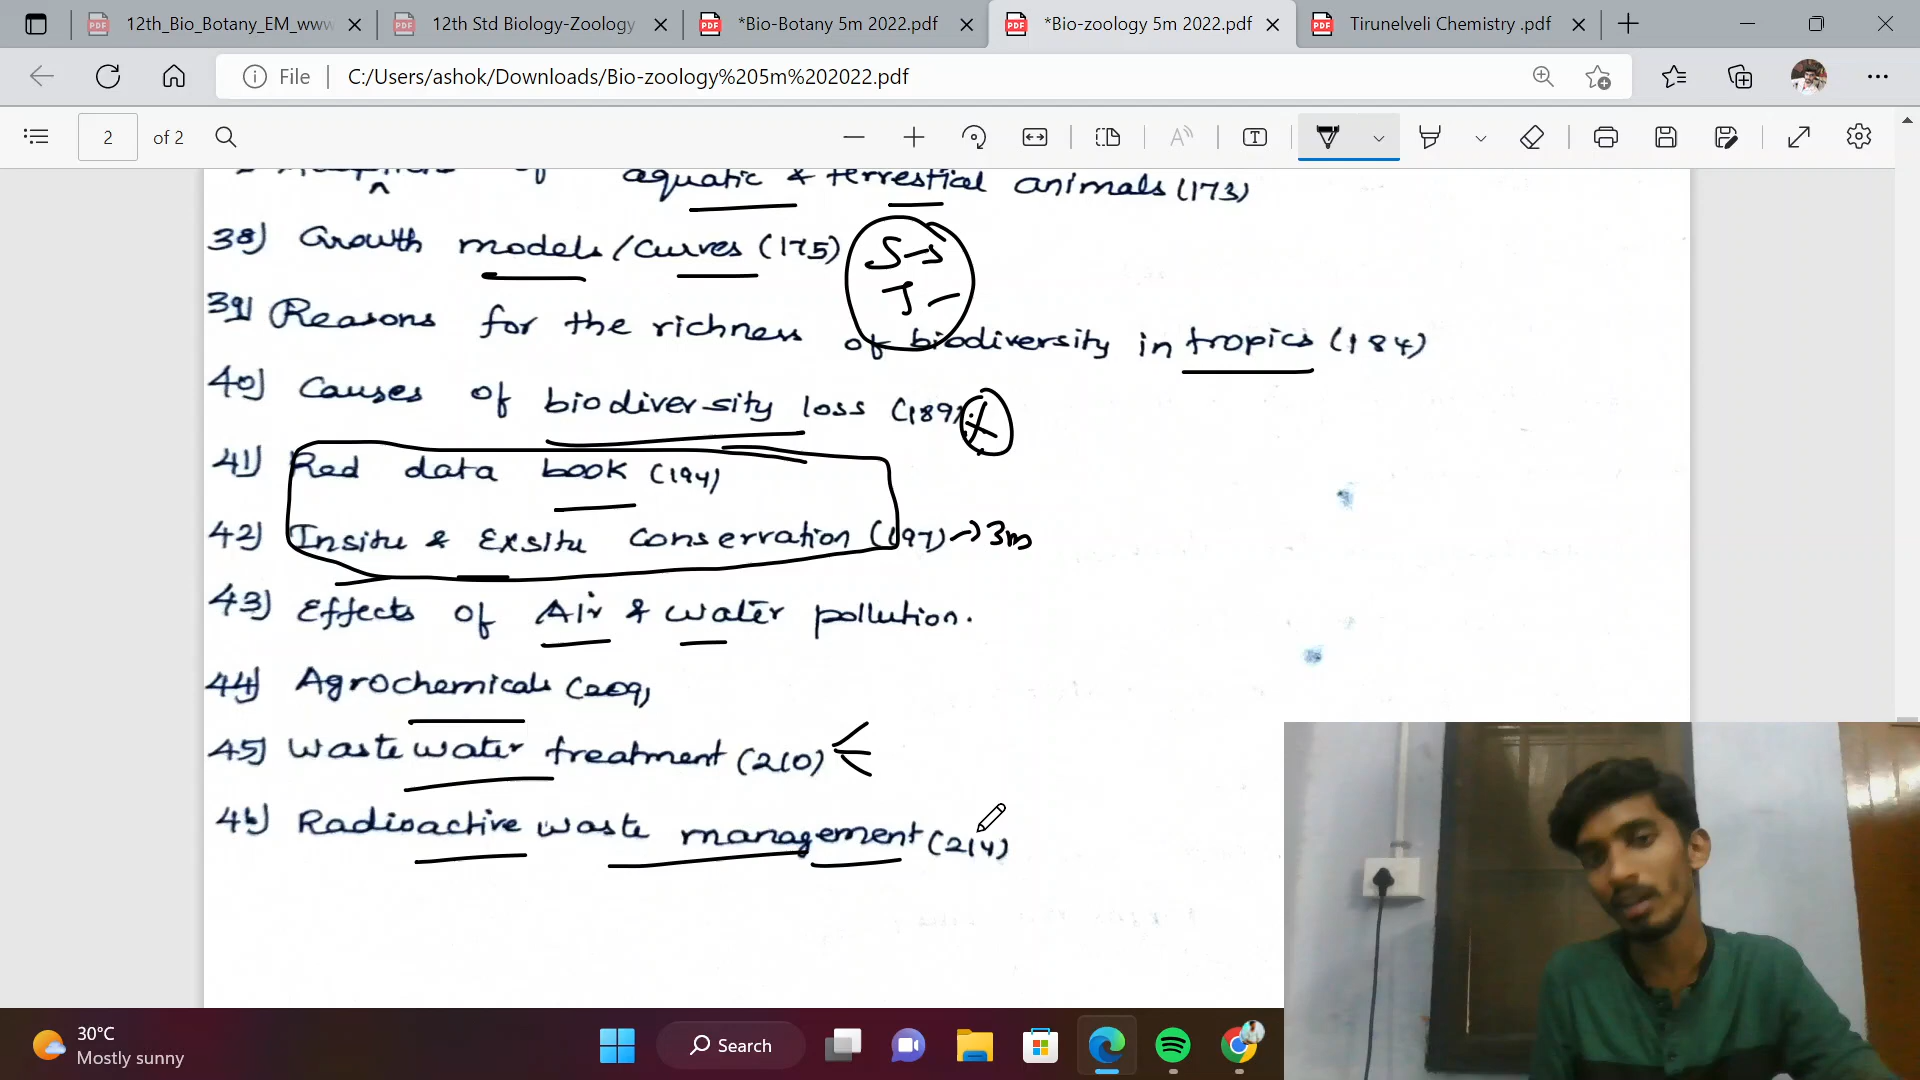 12th_Bio_Botany_EM_www
12th Std Biology-Zoology
*Bio-Botany 5m 2022.pdf
*Bio-zoology 5m 2022.pdf
Tirunelveli Chemistry .pdf
File
C:/Users/ashok/Downloads/Bio-zoology%205m%202022.pdf
2 of 2
of aquatic & terrestial animals (173)
38) Growth models/curves (175)
S-s
J-
39) Reasons for the richness of biodiversity in tropics (184)
40) Causes of biodiversity loss (189)
41) Red data book (194)
42) Insitu & Exsitu conservation (197) → 3m
43) Effects of Air & water pollution.
44) Agrochemicals (209)
45) Waste water treatment (210)
46) Radioactive waste management (214)
30°C
Mostly sunny
Search